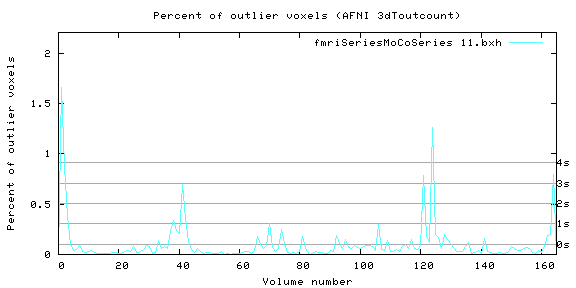 Percent of outlier voxels (AFNI 3dToutcount)
fmriSeriesMoCoSeries 11.bxh
Percent of outlier voxels
2
1.5
1
0.5
0
4s
3s
2s
1s
0s
0 20 40 60 80 100 120 140 160
Volume number